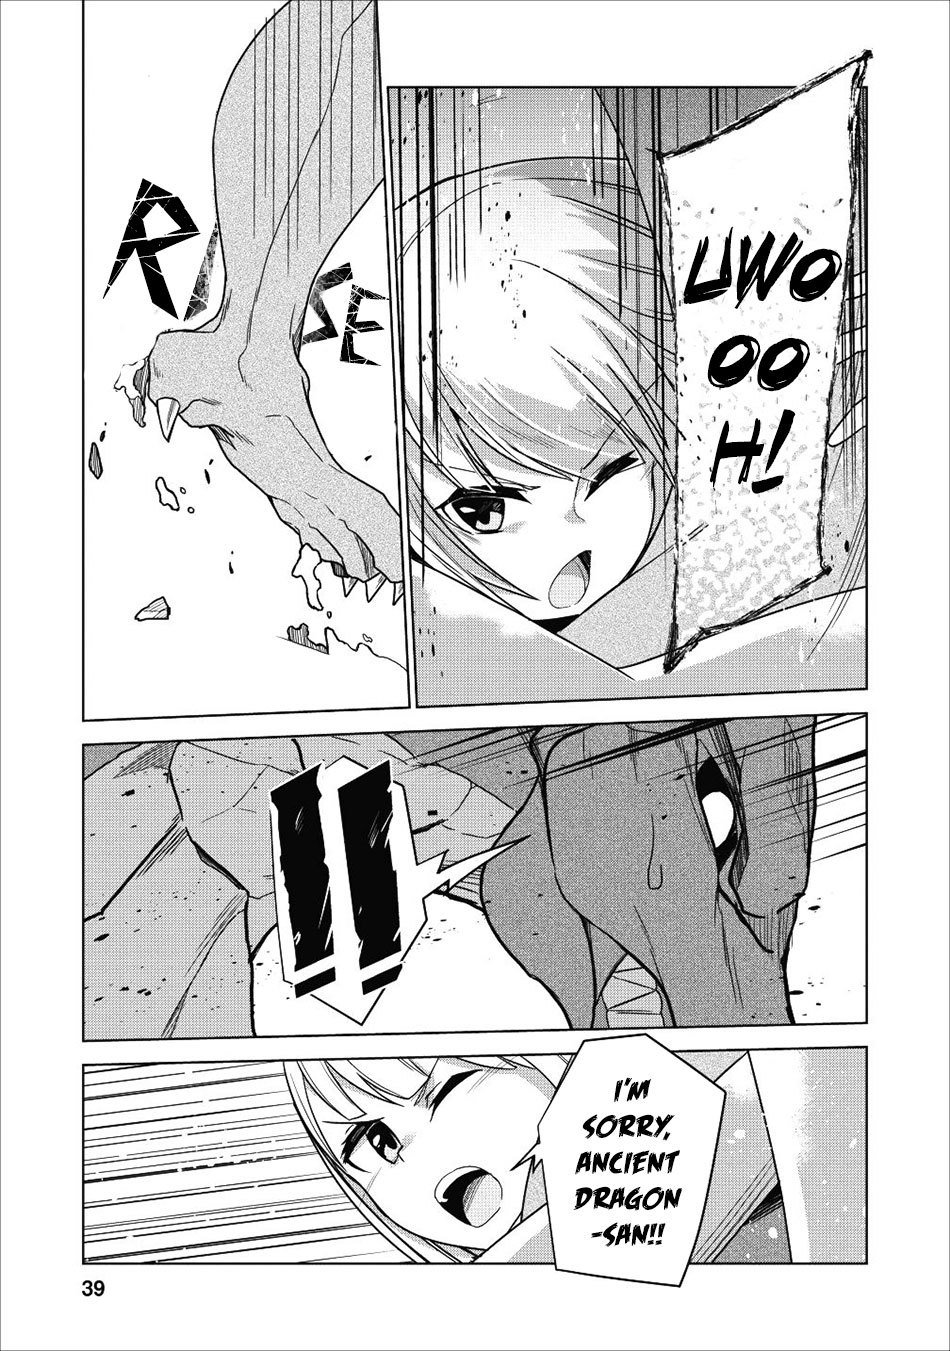 UWO
OO
H!
RISE
!!
I'M
SORRY,
ANCIENT
DRAGON
-SAN!!
39